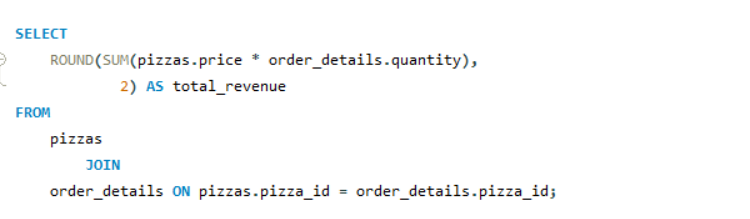 SELECT
ROUND(SUM(pizzas.price * order_details.quantity),
2) AS total_revenue
FROM
pizzas
JOIN
order_details ON pizzas.pizza_id = order_details.pizza_id;